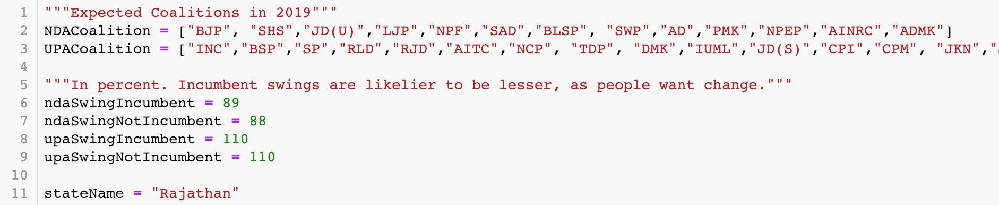 1 """Expected Coalitions in 2019"""
2 NDACoalition = ["BJP", "SHS","JD(U)","LJP","NPF","SAD","BLSP", "SWP","AD","PMK","NPEP","AINRC","ADMK"]
3 UPACoalition = ["INC","BSP","SP","RLD","RJD","AITC","NCP", "TDP", "DMK","IUML","JD(S)","CPI","CPM", "JKN","
4
5 """In percent. Incumbent swings are likelier to be lesser, as people want change."""
6 ndaSwingIncumbent = 89
7 ndaSwingNotIncumbent = 88
8 upaSwingIncumbent = 110
9 upaSwingNotIncumbent = 110
10
11 stateName = "Rajathan"